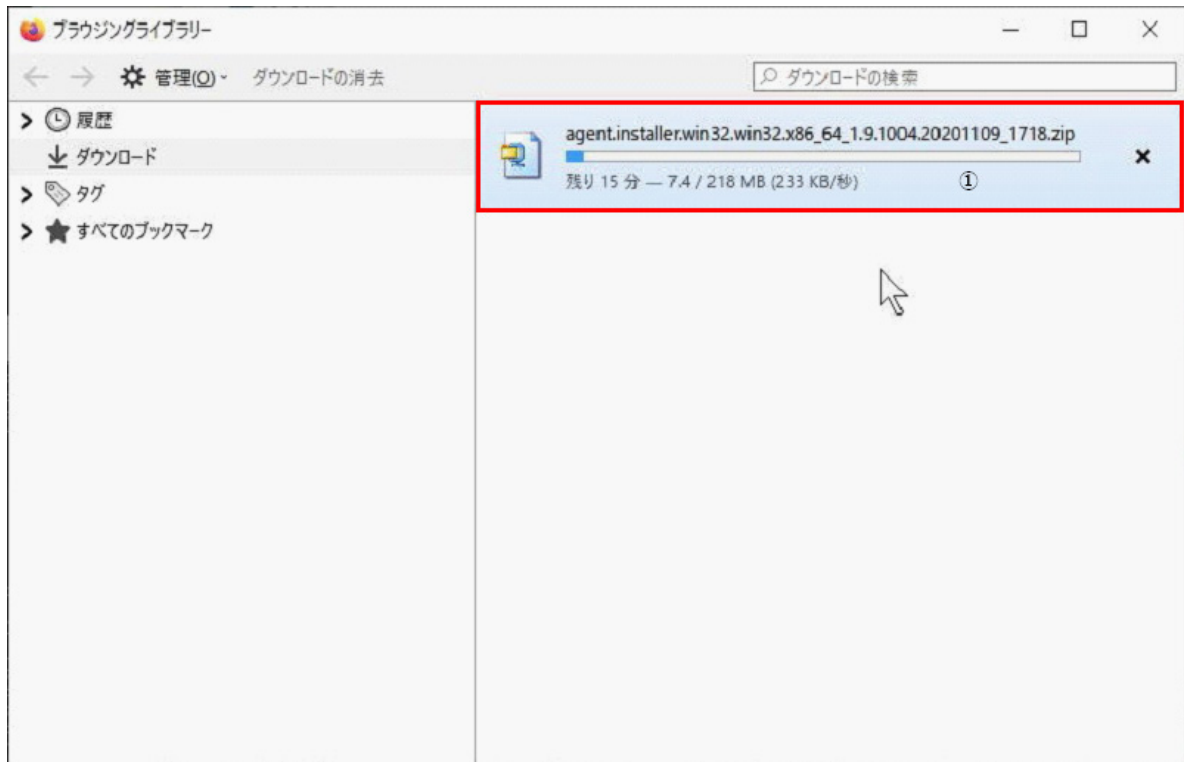 ブラウジングライブラリー
管理(O) ダウンロードの消去
ダウンロードの検索
履歴
ダウンロード
タグ
すべてのブックマーク
agent.installer.win32.win32.x86_64_1.9.1004.20201109_1718.zip
残り 15 分 — 7.4 / 218 MB (233 KB/秒) ①